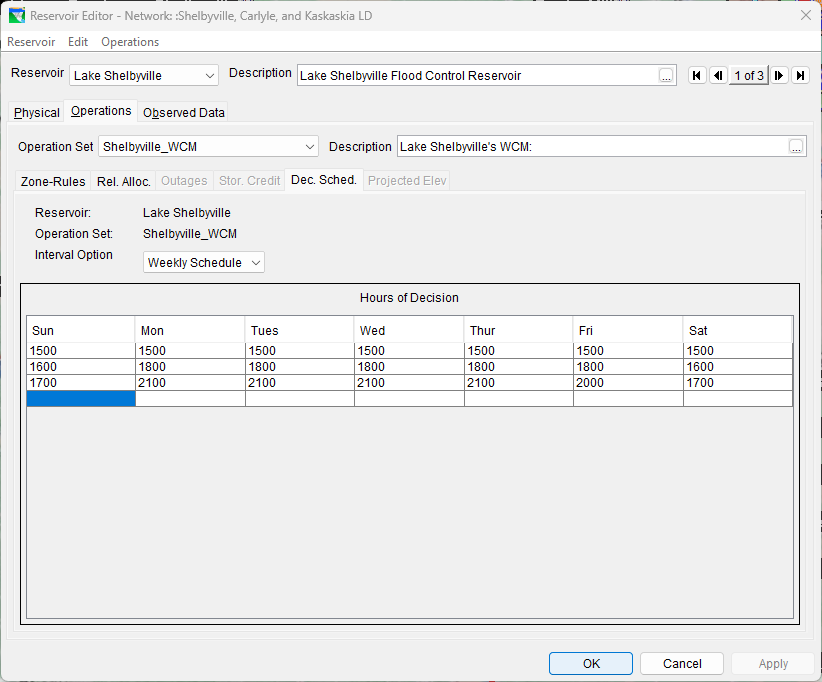 Reservoir Editor - Network: :Shelbyville, Carlyle, and Kaskaskia LD
Reservoir Edit Operations
Reservoir Lake Shelbyville Description Lake Shelbyville Flood Control Reservoir ... 1 of 3
Physical Operations Observed Data
Operation Set Shelbyville_WCM Description Lake Shelbyville's WCM: ...
Zone-Rules Rel. Alloc. Outages Stor. Credit Dec. Sched. Projected Elev
Reservoir: Lake Shelbyville
Operation Set: Shelbyville_WCM
Interval Option Weekly Schedule
Hours of Decision
Sun Mon Tues Wed Thur Fri Sat
1500 1500 1500 1500 1500 1500 1500
1600 1800 1800 1800 1800 1800 1600
1700 2100 2100 2100 2100 2000 1700
OK Cancel Apply